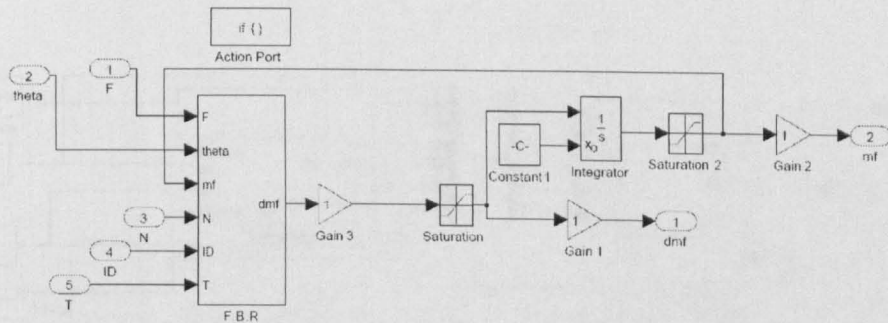 if { }
Action Port
2
theta
1
F
F
theta
mf
N
ID
T
dmf
F.B.R
3
N
4
ID
5
T
1
Gain 3
Saturation
-C-
Constant 1
1
s
xo
Integrator
Saturation 2
1
Gain 2
2
mf
1
Gain 1
1
dmf